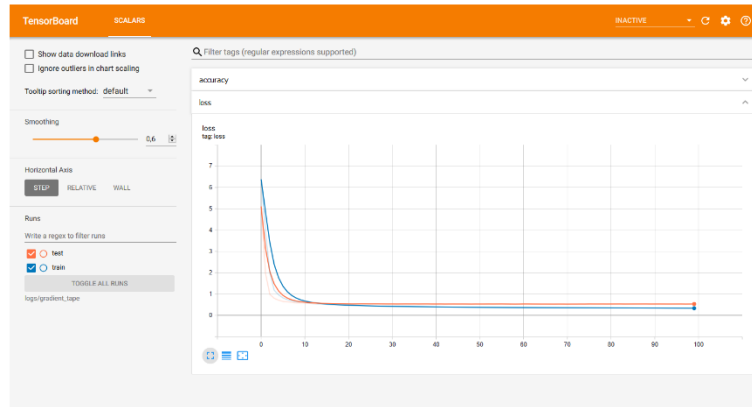 TensorBoard SCALARS INACTIVE
Show data download links
Ignore outliers in chart scaling
Tooltip sorting method: default
Smoothing
0,6
Horizontal Axis
STEP RELATIVE WALL
Runs
Write a regex to filter runs
test
train
TOGGLE ALL RUNS
logs/gradient_tape
Filter tags (regular expressions supported)
accuracy
loss
loss
tag: loss
7
6
5
4
3
2
1
0
0 10 20 30 40 50 60 70 80 90 100